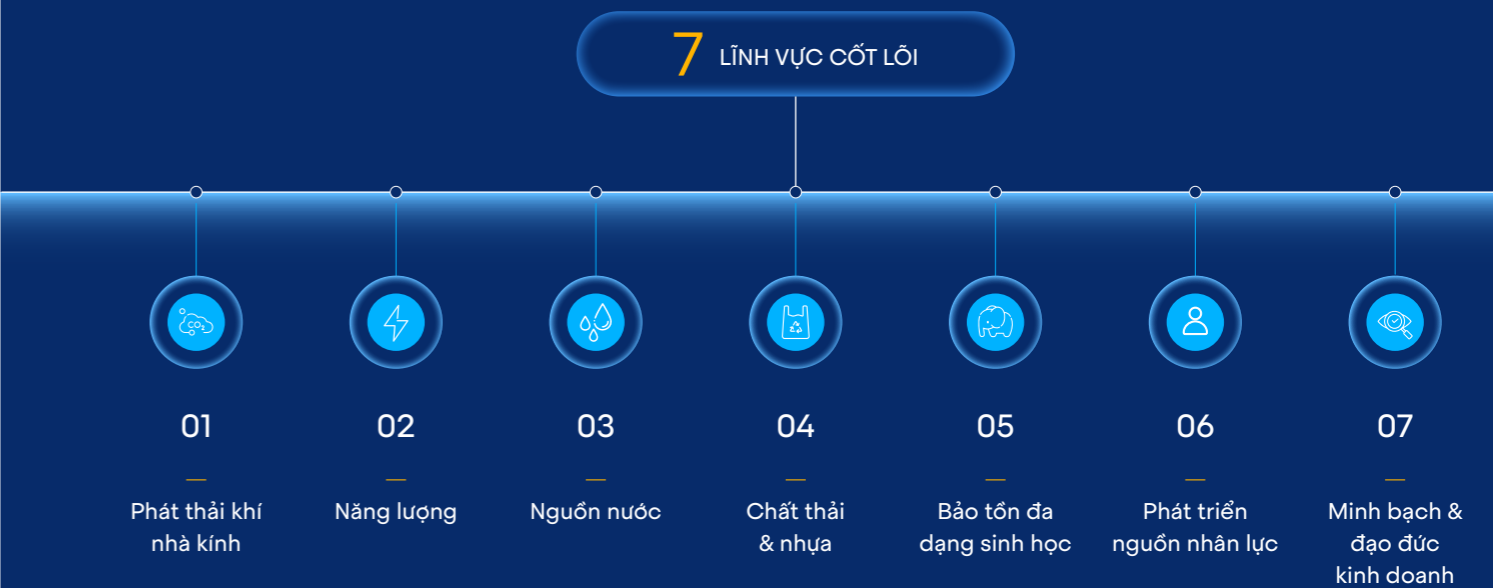 7 LĨNH VỰC CỐT LÕI
CO₂
01
02
03
04
05
06
07
Phát thải khí
nhà kính
Năng lượng
Nguồn nước
Chất thải
& nhựa
Bảo tồn đa
dạng sinh học
Phát triển
nguồn nhân lực
Minh bạch &
đạo đức
kinh doanh